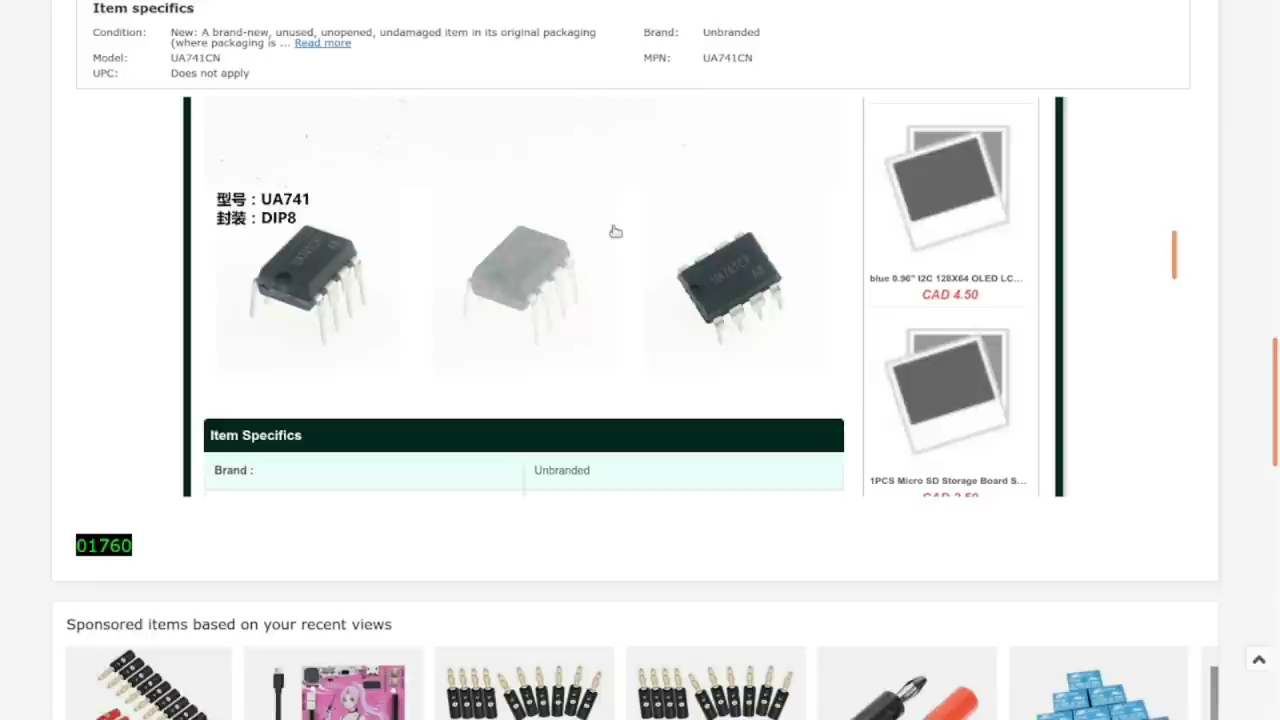 Item specifics
Condition: New: A brand-new, unused, unopened, undamaged item in its original packaging (where packaging is ... Read more
Brand: Unbranded
Model: UA741CN
MPN: UA741CN
UPC: Does not apply
型号：UA741
封装：DIP8
blue 0.96" I2C 128X64 OLED LC...
CAD 4.50
1PCS Micro SD Storage Board S...
CAD 2.50
Item Specifics
Brand : Unbranded
01760
Sponsored items based on your recent views